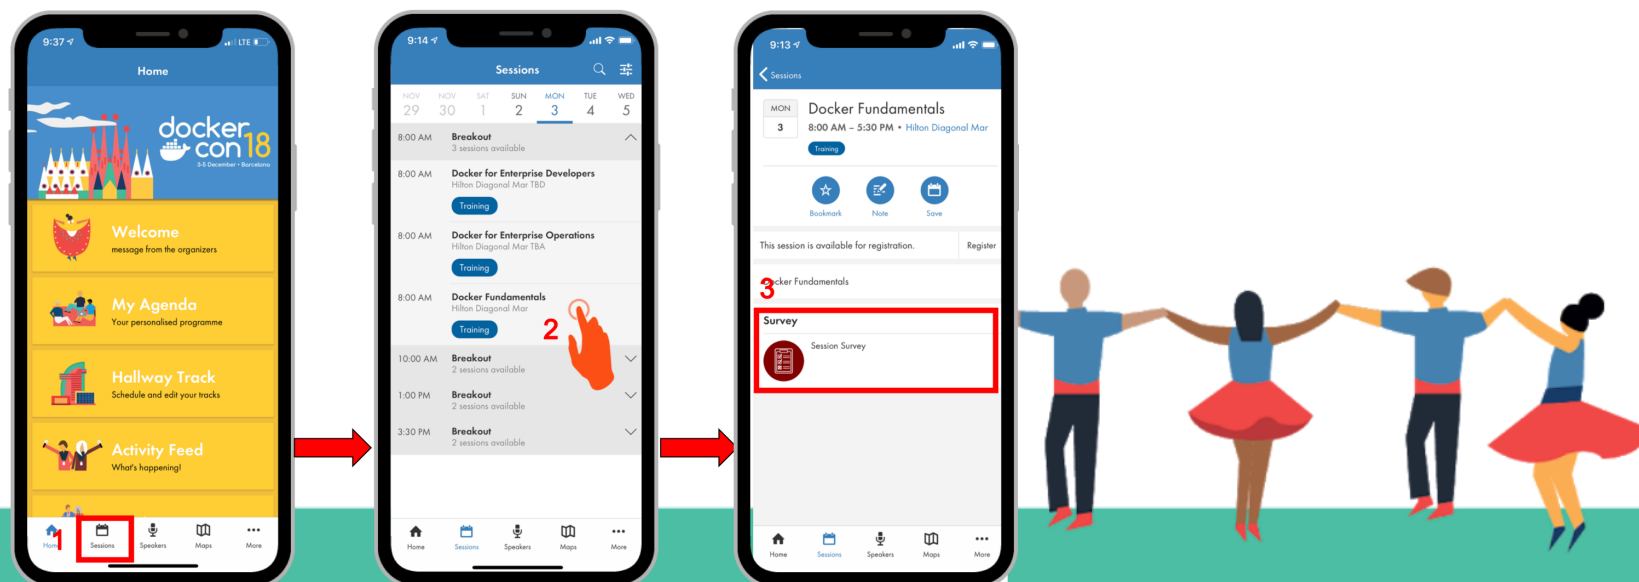 9:37
LTE
Home
docker
con 18
3-5 December • Barcelona
Welcome
message from the organizers
My Agenda
Your personalised programme
Hallway Track
Schedule and edit your tracks
Activity Feed
What's happening!
1
Home
Sessions
Speakers
Maps
More
9:14
Sessions
NOV NOV SAT SUN MON TUE WED
29 30 1 2 3 4 5
8:00 AM Breakout
3 sessions available
8:00 AM Docker for Enterprise Developers
Hilton Diagonal Mar TBD
Training
8:00 AM Docker for Enterprise Operations
Hilton Diagonal Mar TBA
Training
8:00 AM Docker Fundamentals
Hilton Diagonal Mar
2
Training
10:00 AM Breakout
2 sessions available
1:00 PM Breakout
2 sessions available
3:30 PM Breakout
2 sessions available
Home
Sessions
Speakers
Maps
More
9:13
Sessions
MON
3
Docker Fundamentals
8:00 AM – 5:30 PM • Hilton Diagonal Mar
Training
Bookmark
Note
Save
This session is available for registration.
Register
Docker Fundamentals
3
Survey
Session Survey
Home
Sessions
Speakers
Maps
More